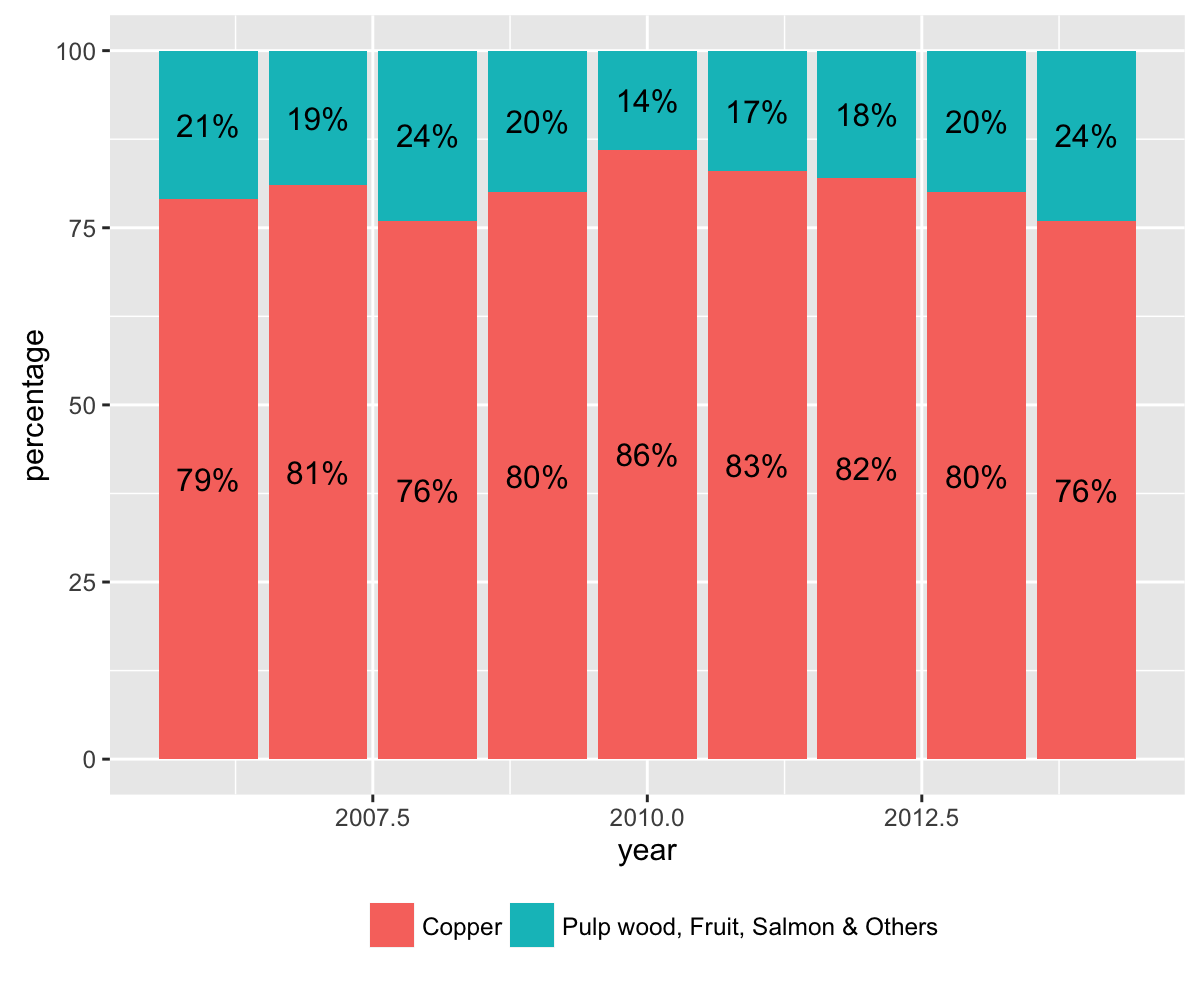 100
21% 19% 24% 20% 14% 17% 18% 20% 24%
75
percentage
50
79% 81% 76% 80% 86% 83% 82% 80% 76%
25
0
2007.5 2010.0 2012.5
year
Copper Pulp wood, Fruit, Salmon & Others